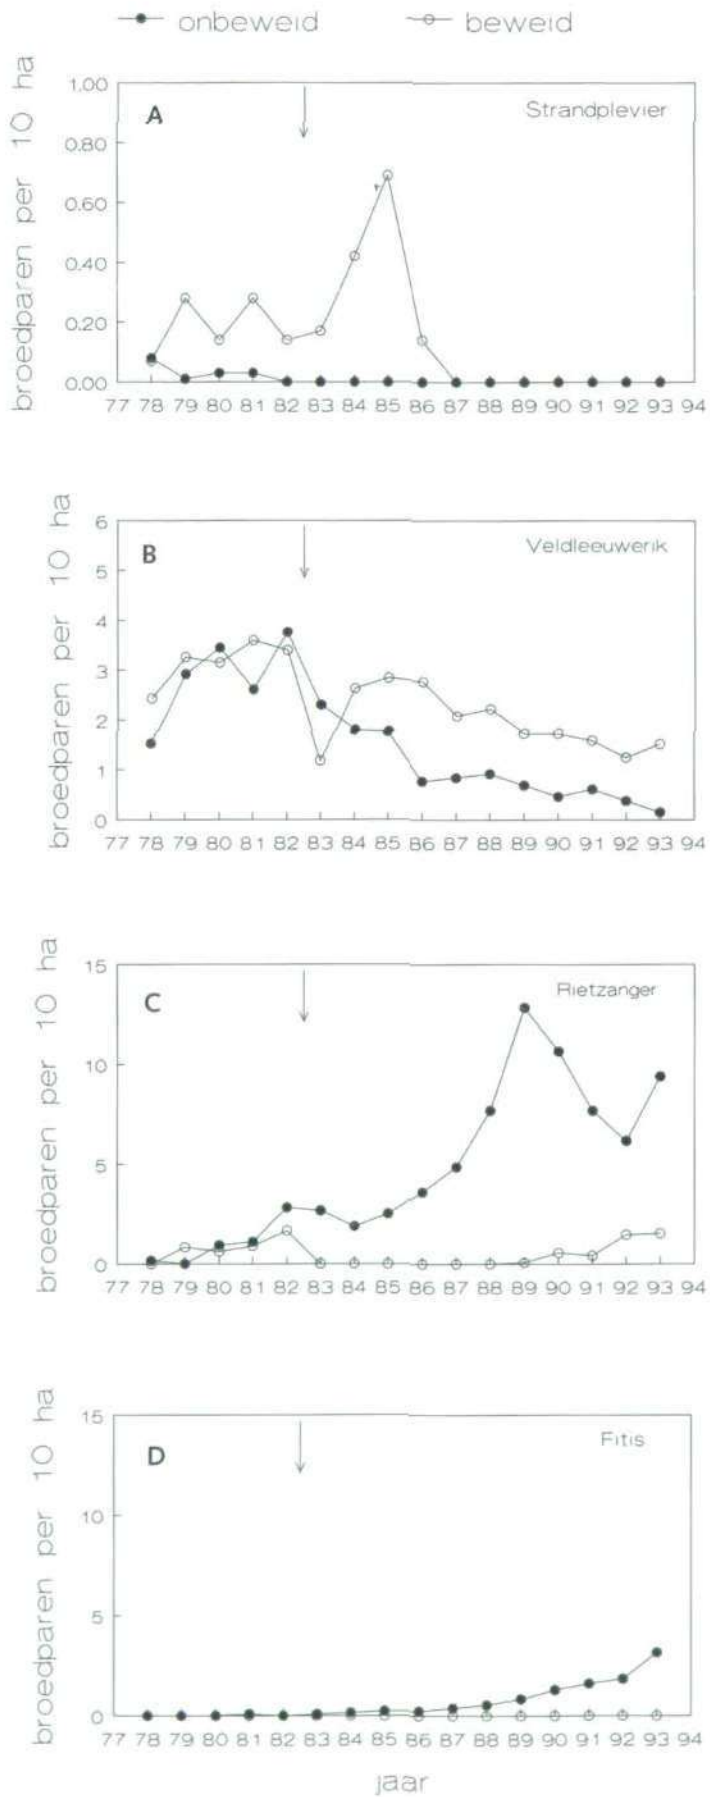 onbeweid beweid
broedparen per 10 ha
A Strandplevier
1.00
0.80
0.60
0.40
0.20
0.00
77 78 79 80 81 82 83 84 85 86 87 88 89 90 91 92 93 94
broedparen per 10 ha
B Veldleeuwerik
6
5
4
3
2
1
0
77 78 79 80 81 82 83 84 85 86 87 88 89 90 91 92 93 94
broedparen per 10 ha
C Rietzanger
15
10
5
0
77 78 79 80 81 82 83 84 85 86 87 88 89 90 91 92 93 94
broedparen per 10 ha
D Fitis
15
10
5
0
77 78 79 80 81 82 83 84 85 86 87 88 89 90 91 92 93 94
jaar